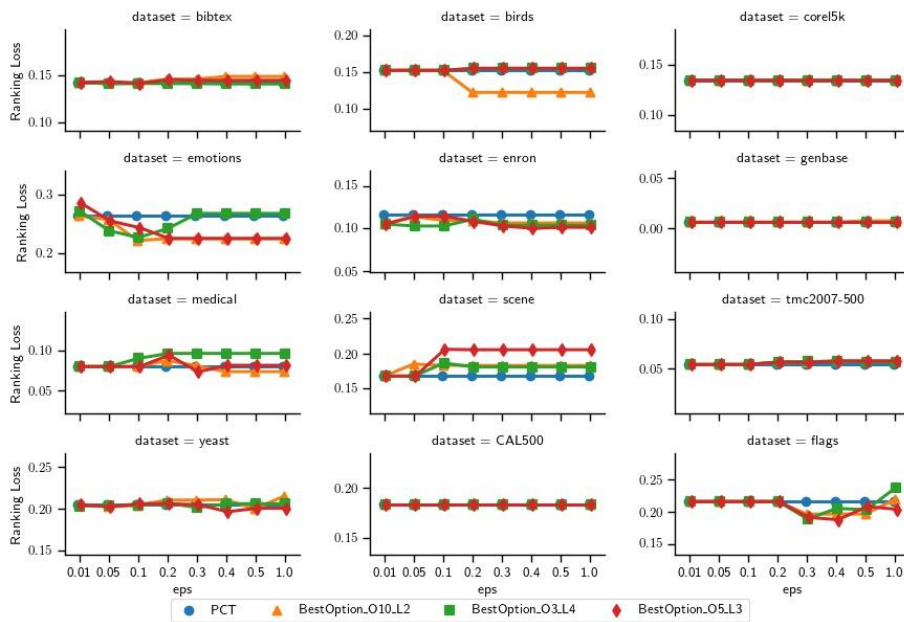 dataset = bibtex
dataset = birds
dataset = corel5k
Ranking Loss
0.15
0.10
0.20
0.15
0.10
0.15
0.10
dataset = emotions
dataset = enron
dataset = genbase
Ranking Loss
0.3
0.2
0.15
0.10
0.05
0.05
0.00
dataset = medical
dataset = scene
dataset = tmc2007-500
Ranking Loss
0.10
0.05
0.25
0.20
0.15
0.10
0.05
dataset = yeast
dataset = CAL500
dataset = flags
Ranking Loss
0.25
0.20
0.15
0.20
0.15
0.25
0.20
0.15
0.01 0.05 0.1 0.2 0.3 0.4 0.5 1.0
0.01 0.05 0.1 0.2 0.3 0.4 0.5 1.0
0.01 0.05 0.1 0.2 0.3 0.4 0.5 1.0
eps
eps
eps
PCT BestOption_O10_L2 BestOption_O3_L4 BestOption_O5_L3